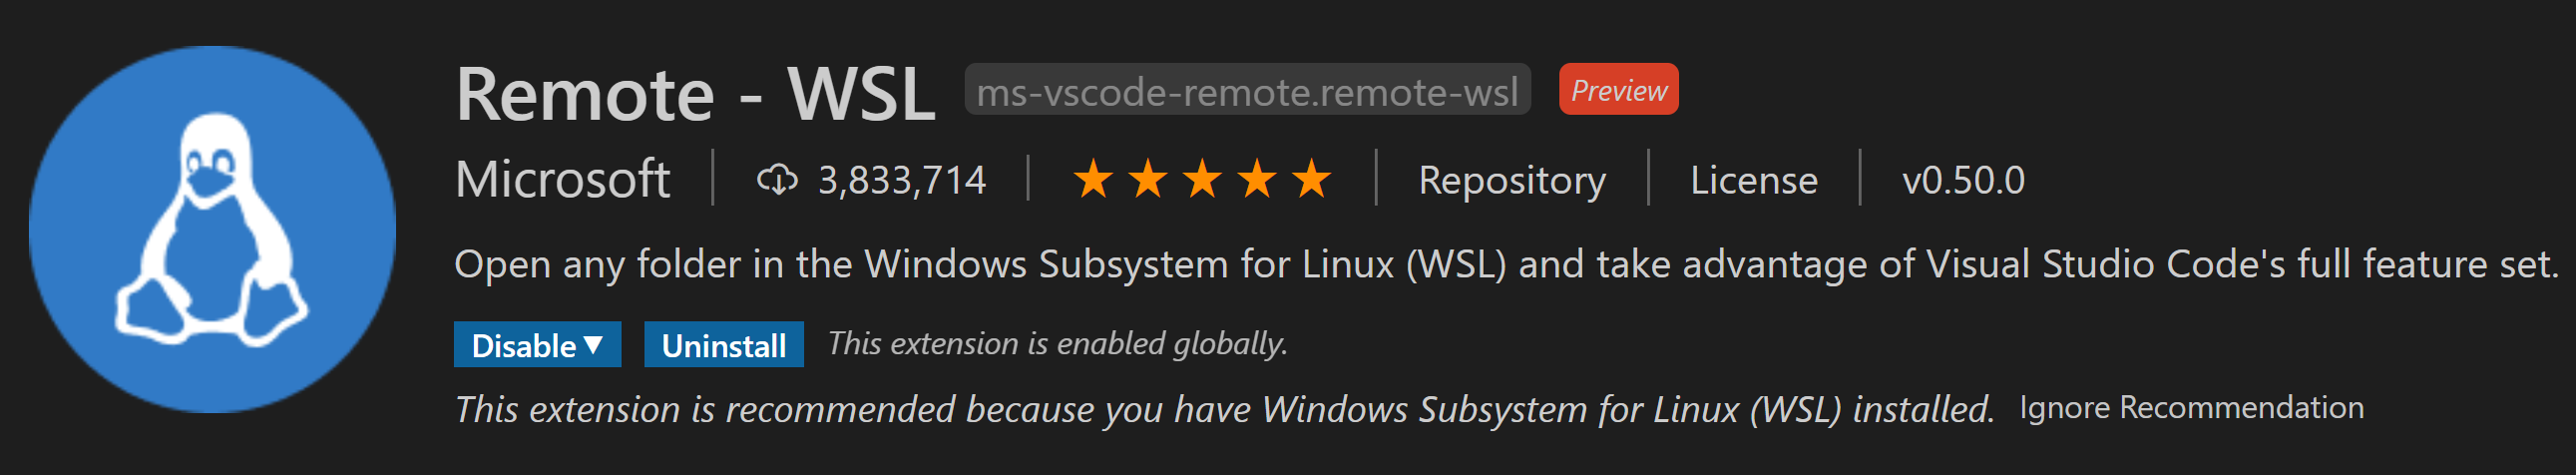 Remote - WSL ms-vscode-remote.remote-wsl Preview
Microsoft 3,833,714 Repository License v0.50.0
Open any folder in the Windows Subsystem for Linux (WSL) and take advantage of Visual Studio Code's full feature set.
Disable Uninstall This extension is enabled globally.
This extension is recommended because you have Windows Subsystem for Linux (WSL) installed. Ignore Recommendation